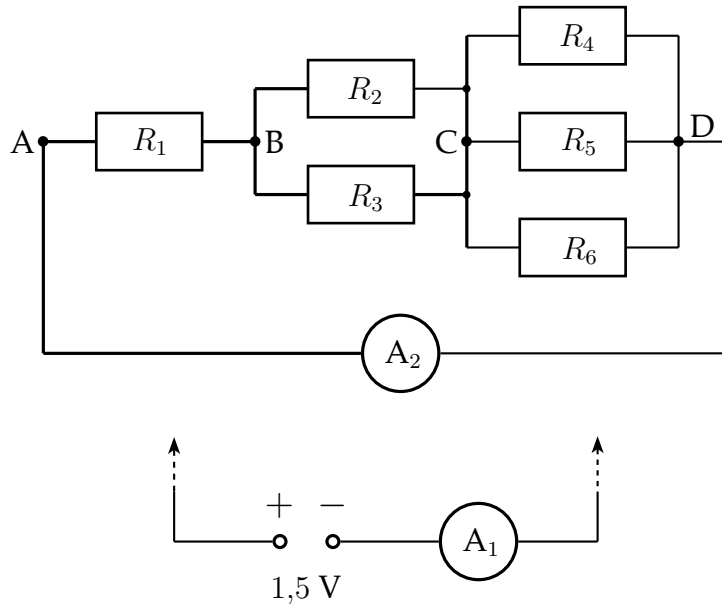 R₄
R₂
A R₁ B C R₅ D
R₃
R₆
A₂
+ −
A₁
1,5 V